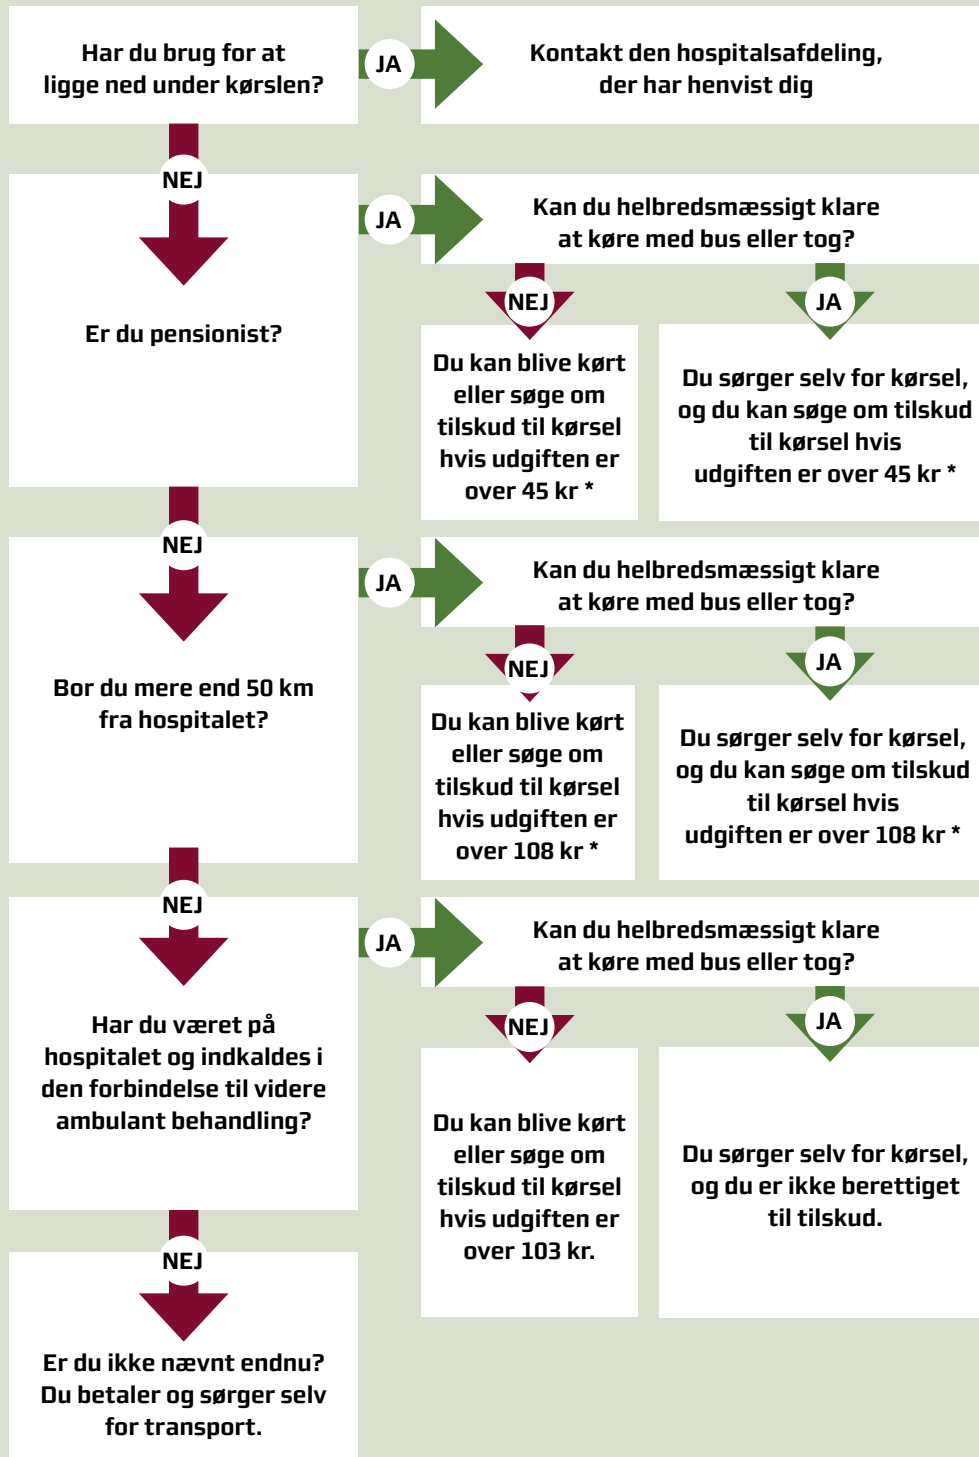 Har du brug for at
ligge ned under kørslen?
JA
Kontakt den hospitalsafdeling,
der har henvist dig
NEJ
Er du pensionist?
JA
Kan du helbredsmæssigt klare
at køre med bus eller tog?
NEJ
Du kan blive kørt
eller søge om
tilskud til kørsel
hvis udgiften er
over 45 kr *
JA
Du sørger selv for kørsel,
og du kan søge om tilskud
til kørsel hvis
udgiften er over 45 kr *
NEJ
Bor du mere end 50 km
fra hospitalet?
JA
Kan du helbredsmæssigt klare
at køre med bus eller tog?
NEJ
Du kan blive kørt
eller søge om
tilskud til kørsel
hvis udgiften er
over 108 kr *
JA
Du sørger selv for kørsel,
og du kan søge om tilskud
til kørsel hvis
udgiften er over 108 kr *
NEJ
Har du været på
hospitalet og indkaldes i
den forbindelse til videre
ambulant behandling?
JA
Kan du helbredsmæssigt klare
at køre med bus eller tog?
NEJ
Du kan blive kørt
eller søge om
tilskud til kørsel
hvis udgiften er
over 103 kr.
JA
Du sørger selv for kørsel,
og du er ikke berettiget
til tilskud.
NEJ
Er du ikke nævnt endnu?
Du betaler og sørger selv
for transport.